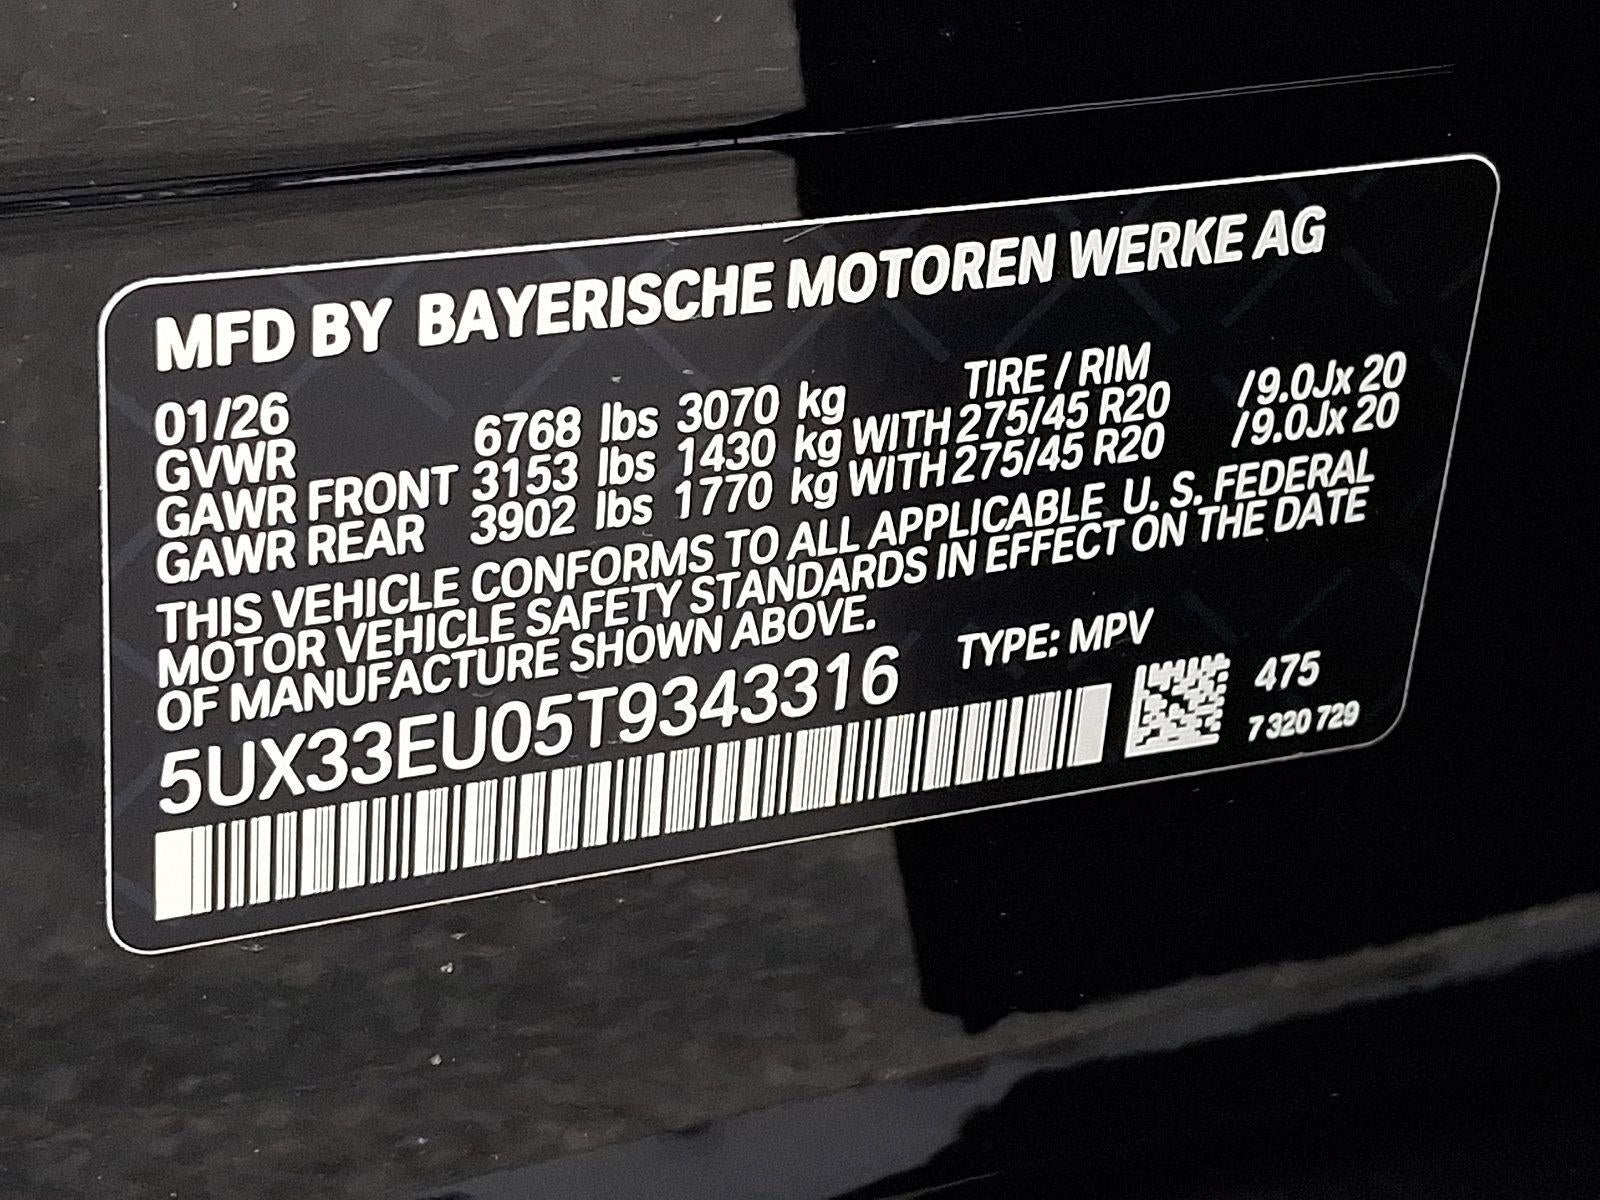 MFD BY BAYERISCHE MOTOREN WERKE AG
TIRE / RIM
01/26
GVWR 6768 lbs 3070 kg
GAWR FRONT 3153 lbs 1430 kg WITH 275/45 R20 /9.0Jx 20
GAWR REAR 3902 lbs 1770 kg WITH 275/45 R20 /9.0Jx 20
THIS VEHICLE CONFORMS TO ALL APPLICABLE U. S. FEDERAL
MOTOR VEHICLE SAFETY STANDARDS IN EFFECT ON THE DATE
OF MANUFACTURE SHOWN ABOVE.
TYPE: MPV
5UX33EU05T9343316
475
7 320 729